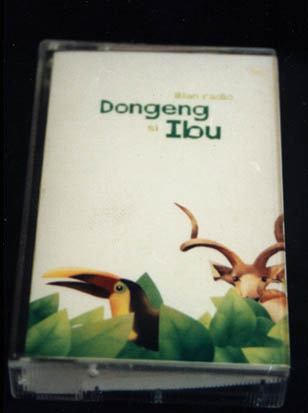 iklan radio
Dongeng
si Ibu